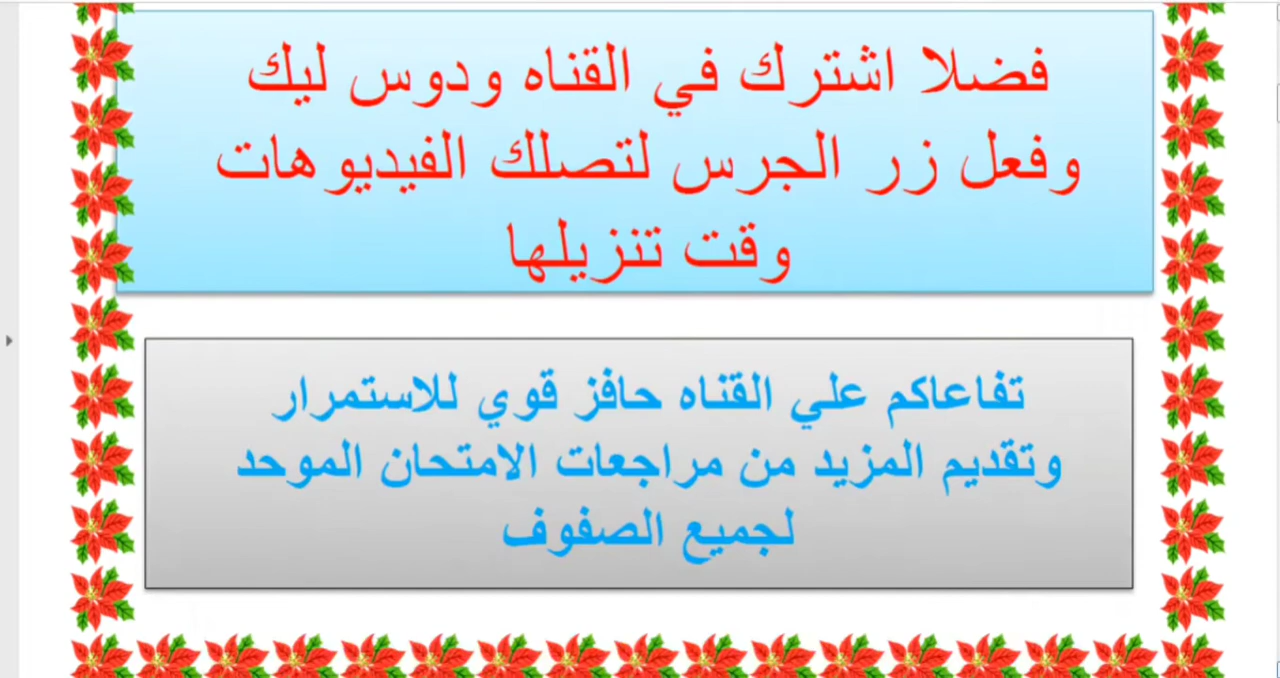 فضلا اشترك في القناه ودوس ليك
وفعل زر الجرس لتصلك الفيديوهات
وقت تنزيلها
تفاعاكم علي القناه حافز قوي للاستمرار
وتقديم المزيد من مراجعات الامتحان الموحد
لجميع الصفوف